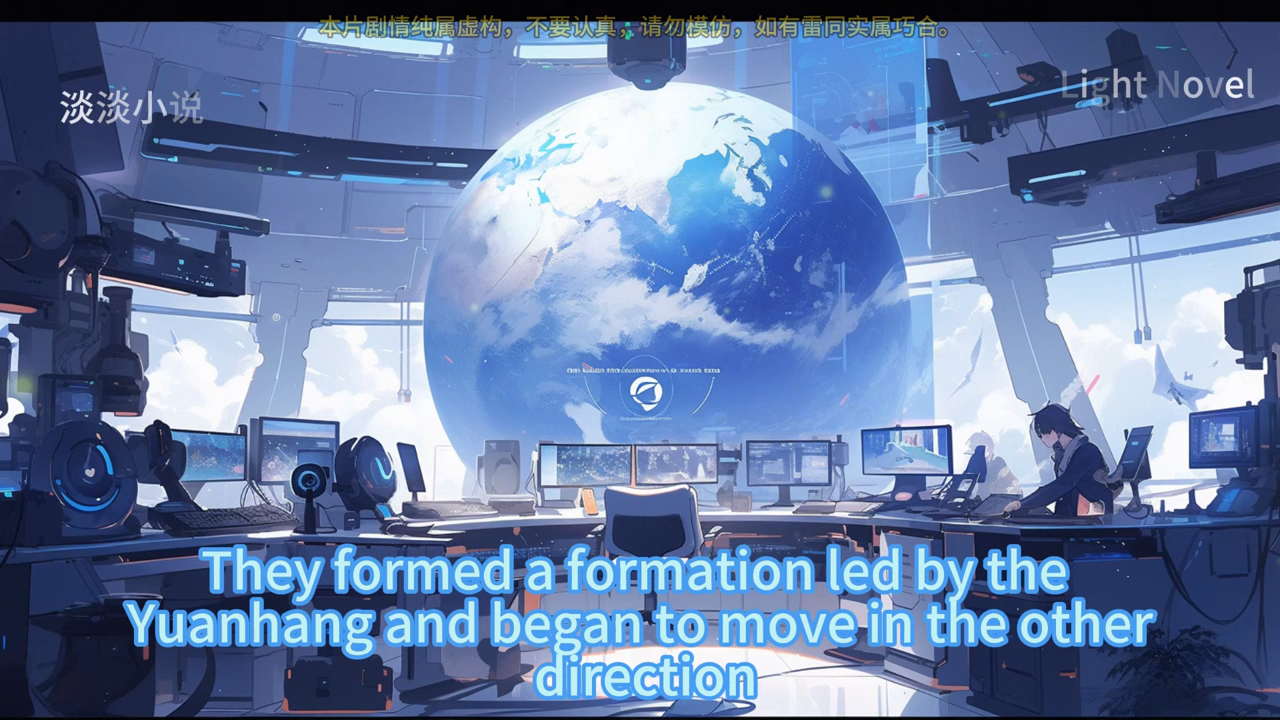 本片剧情纯属虚构，不要认真，请勿模仿，如有雷同实属巧合。
淡淡小说
Light Novel
They formed a formation led by the
Yuanhang and began to move in the other
direction